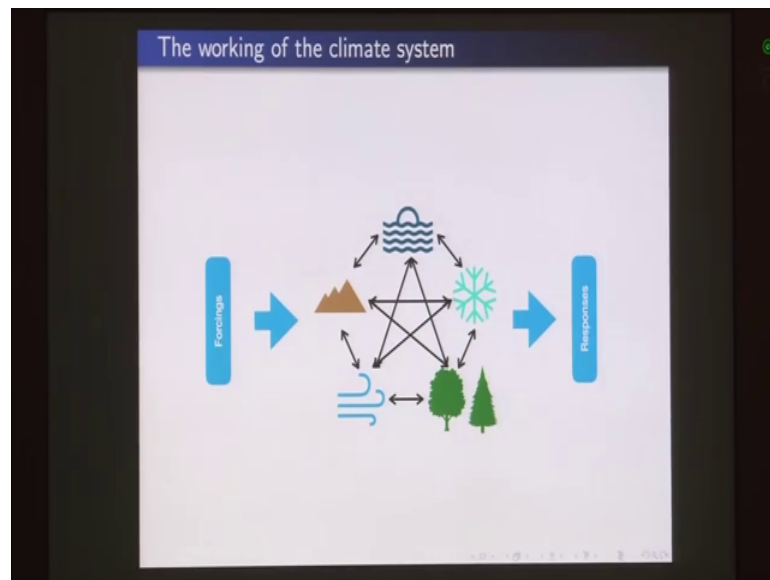 The working of the climate system
Forcings
Responses